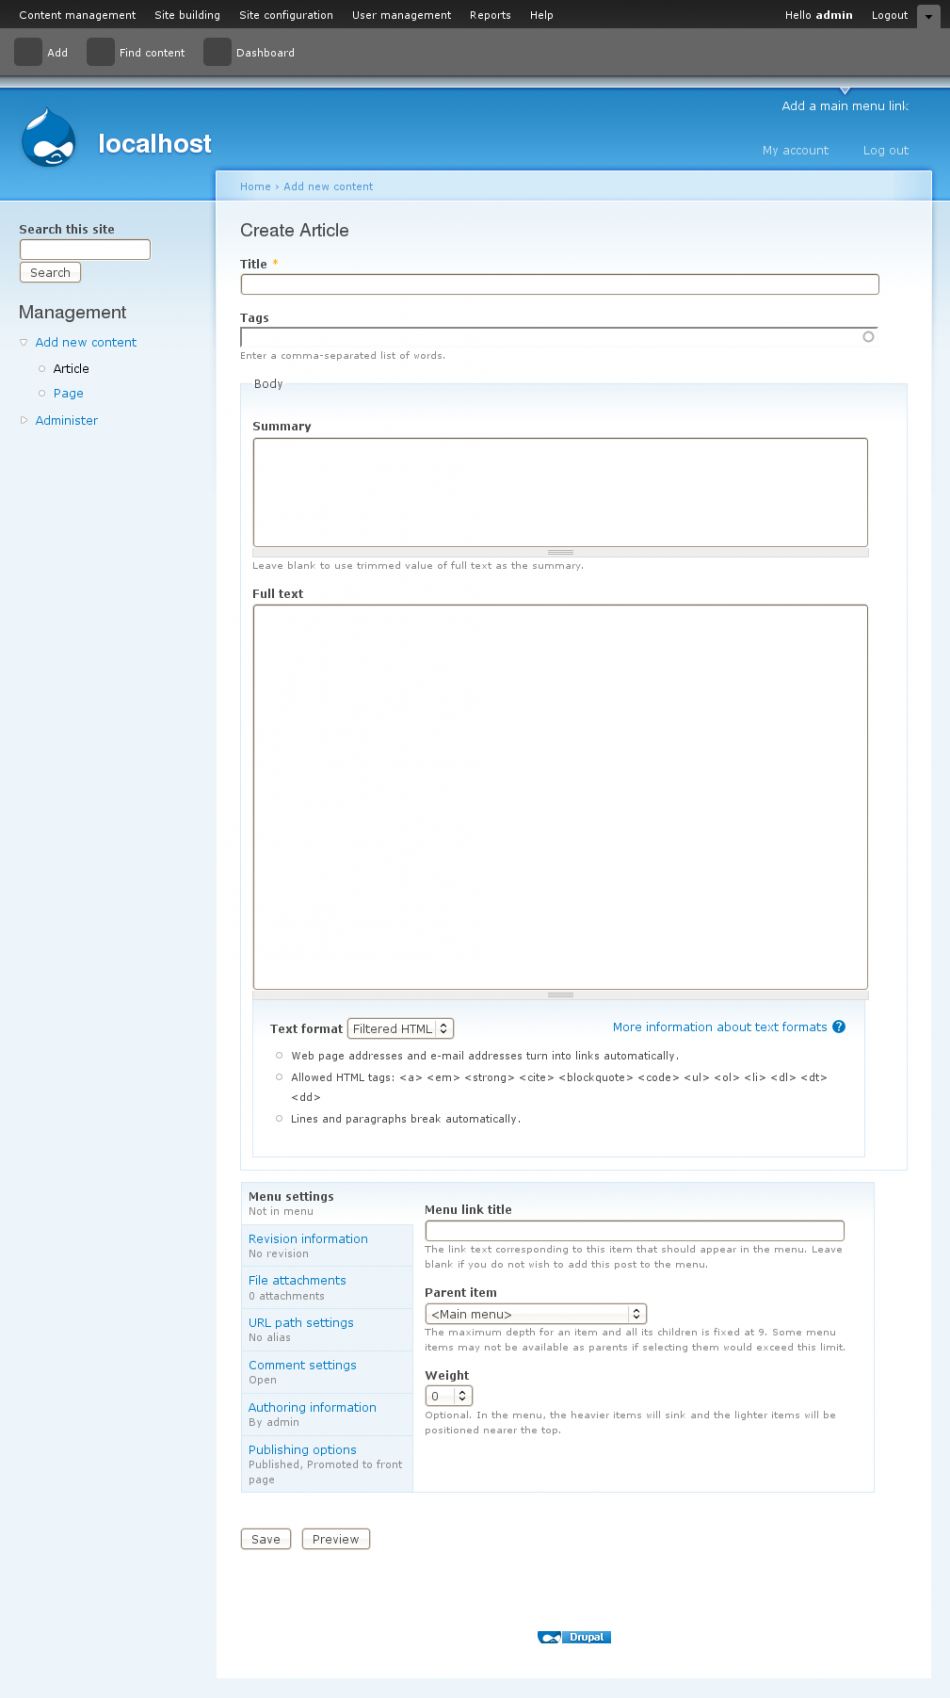 Content management Site building Site configuration User management Reports Help Hello admin Logout
Add Find content Dashboard
Add a main menu link
localhost
My account Log out
Home › Add new content
Search this site
Search
Management
Add new content
Article
Page
Administer
Create Article
Title *
Tags
Enter a comma-separated list of words.
Body
Summary
Leave blank to use trimmed value of full text as the summary.
Full text
Text format Filtered HTML More information about text formats ?
Web page addresses and e-mail addresses turn into links automatically.
Allowed HTML tags: <a> <em> <strong> <cite> <blockquote> <code> <ul> <ol> <li> <dl> <dt>
<dd>
Lines and paragraphs break automatically.
Menu settings
Not in menu
Revision information
No revision
File attachments
0 attachments
URL path settings
No alias
Comment settings
Open
Authoring information
By admin
Publishing options
Published, Promoted to front
page
Menu link title
The link text corresponding to this item that should appear in the menu. Leave
blank if you do not wish to add this post to the menu.
Parent item
<Main menu>
The maximum depth for an item and all its children is fixed at 9. Some menu
items may not be available as parents if selecting them would exceed this limit.
Weight
0
Optional. In the menu, the heavier items will sink and the lighter items will be
positioned nearer the top.
Save Preview
Drupal